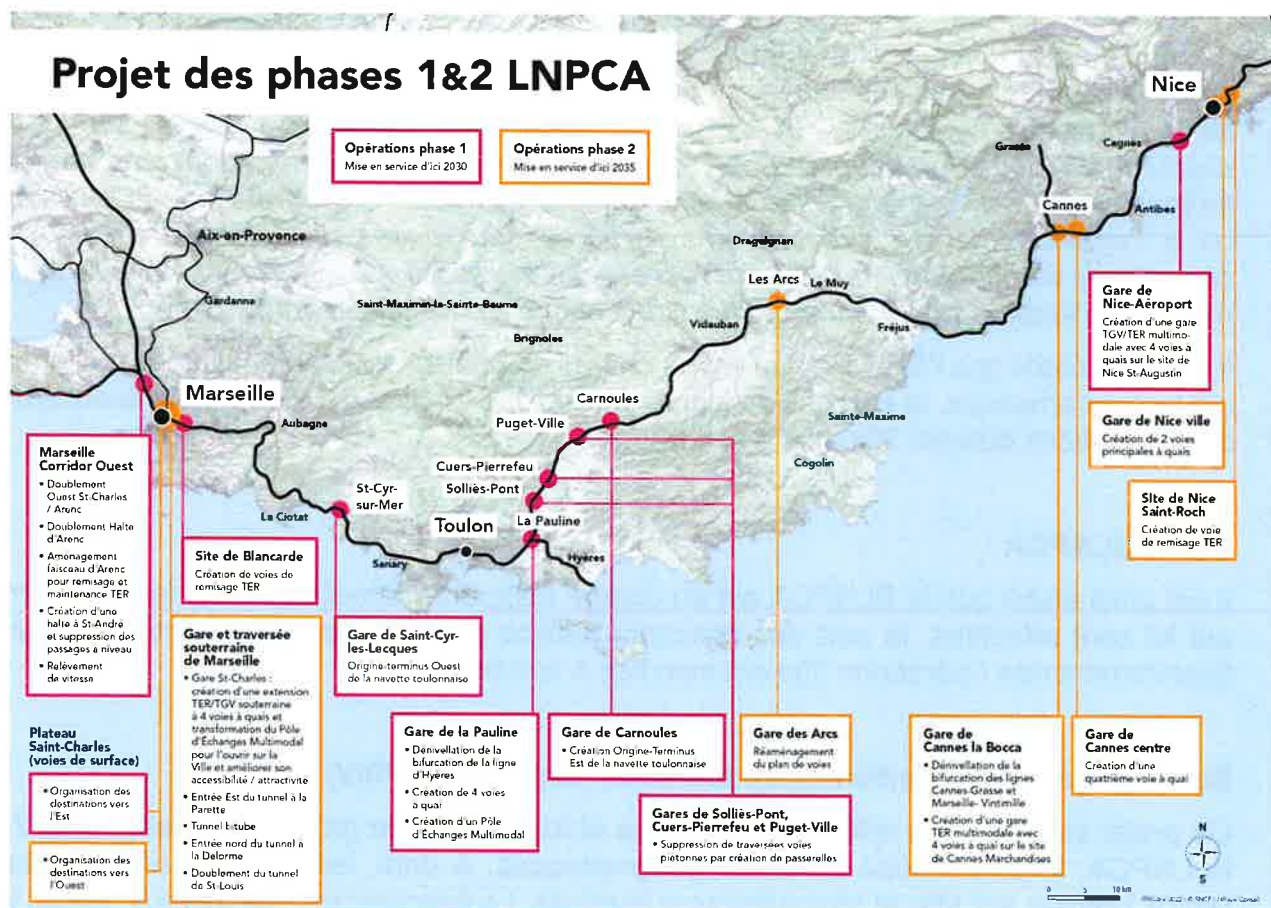 Projet des phases 1&2 LNPCA
Opérations phase 1
Mise en service d'ici 2030
Opérations phase 2
Mise en service d'ici 2035
Nice
Grasse
Cagnes
Cannes
Antibes
Aix-en-Provence
Gardanne
Saint-Maximin-la-Sainte-Baume
Brignoles
Draguignan
Les Arcs
Le Muy
Vidauban
Fréjus
Marseille
Aubagne
Carnoules
Puget-Ville
Sainte-Maxime
Cogolin
Cuers-Pierrefeu
Solliès-Pont
St-Cyr-
sur-Mer
La Ciotat
Toulon
La Pauline
Sanary
Hyères
Gare de
Nice-Aéroport
Création d'une gare
TGV/TER multimo-
dale avec 4 voies à
quais sur le site de
Nice St-Augustin
Gare de Nice ville
Création de 2 voies
principales à quais
Site de Nice
Saint-Roch
Création de voie
de remisage TER
Marseille
Corridor Ouest
• Doublement
Ouest St-Charles
/ Arenc
• Doublement Halte
d'Arenc
• Aménagement
faisceau d'Arenc
pour remisage et
maintenance TER
• Création d'une
halte à St-André
et suppression des
passages à niveau
• Relèvement
de vitesse
Site de Blancarde
Création de voies de
remisage TER
Gare et traversée
souterraine
de Marseille
• Gare St-Charles :
création d'une extension
TER/TGV souterraine
à 4 voies à quais et
transformation du Pôle
d'Échanges Multimodal
pour l'ouvrir sur la
Ville et améliorer son
accessibilité / attractivité
• Entrée Est du tunnel à la
Parette
• Tunnel bitube
• Entrée nord du tunnel à
la Delorme
• Doublement du tunnel
de St-Louis
Plateau
Saint-Charles
(voies de surface)
• Organisation des
destinations vers
l'Est
• Organisation des
destinations vers
l'Ouest
Gare de Saint-Cyr-
les-Lecques
Origine-terminus Ouest
de la navette toulonnaise
Gare de la Pauline
• Dénivellation de la
bifurcation de la ligne
d'Hyères
• Création de 4 voies
à quai
• Création d'un Pôle
d'Échanges Multimodal
Gare de Carnoules
• Création Origine-Terminus
Est de la navette toulonnaise
Gares de Solliès-Pont,
Cuers-Pierrefeu et Puget-Ville
• Suppression de traversées voies
piétonnes par création de passerelles
Gare des Arcs
Réaménagement
du plan de voies
Gare de
Cannes la Bocca
• Dénivellation de la
bifurcation des lignes
Cannes-Grasse et
Marseille- Vintimille
• Création d'une gare
TER multimodale avec
4 voies à quai sur le site
de Cannes Marchandises
Gare de
Cannes centre
Création d'une
quatrième voie à quai
N
S
0 5 10 km